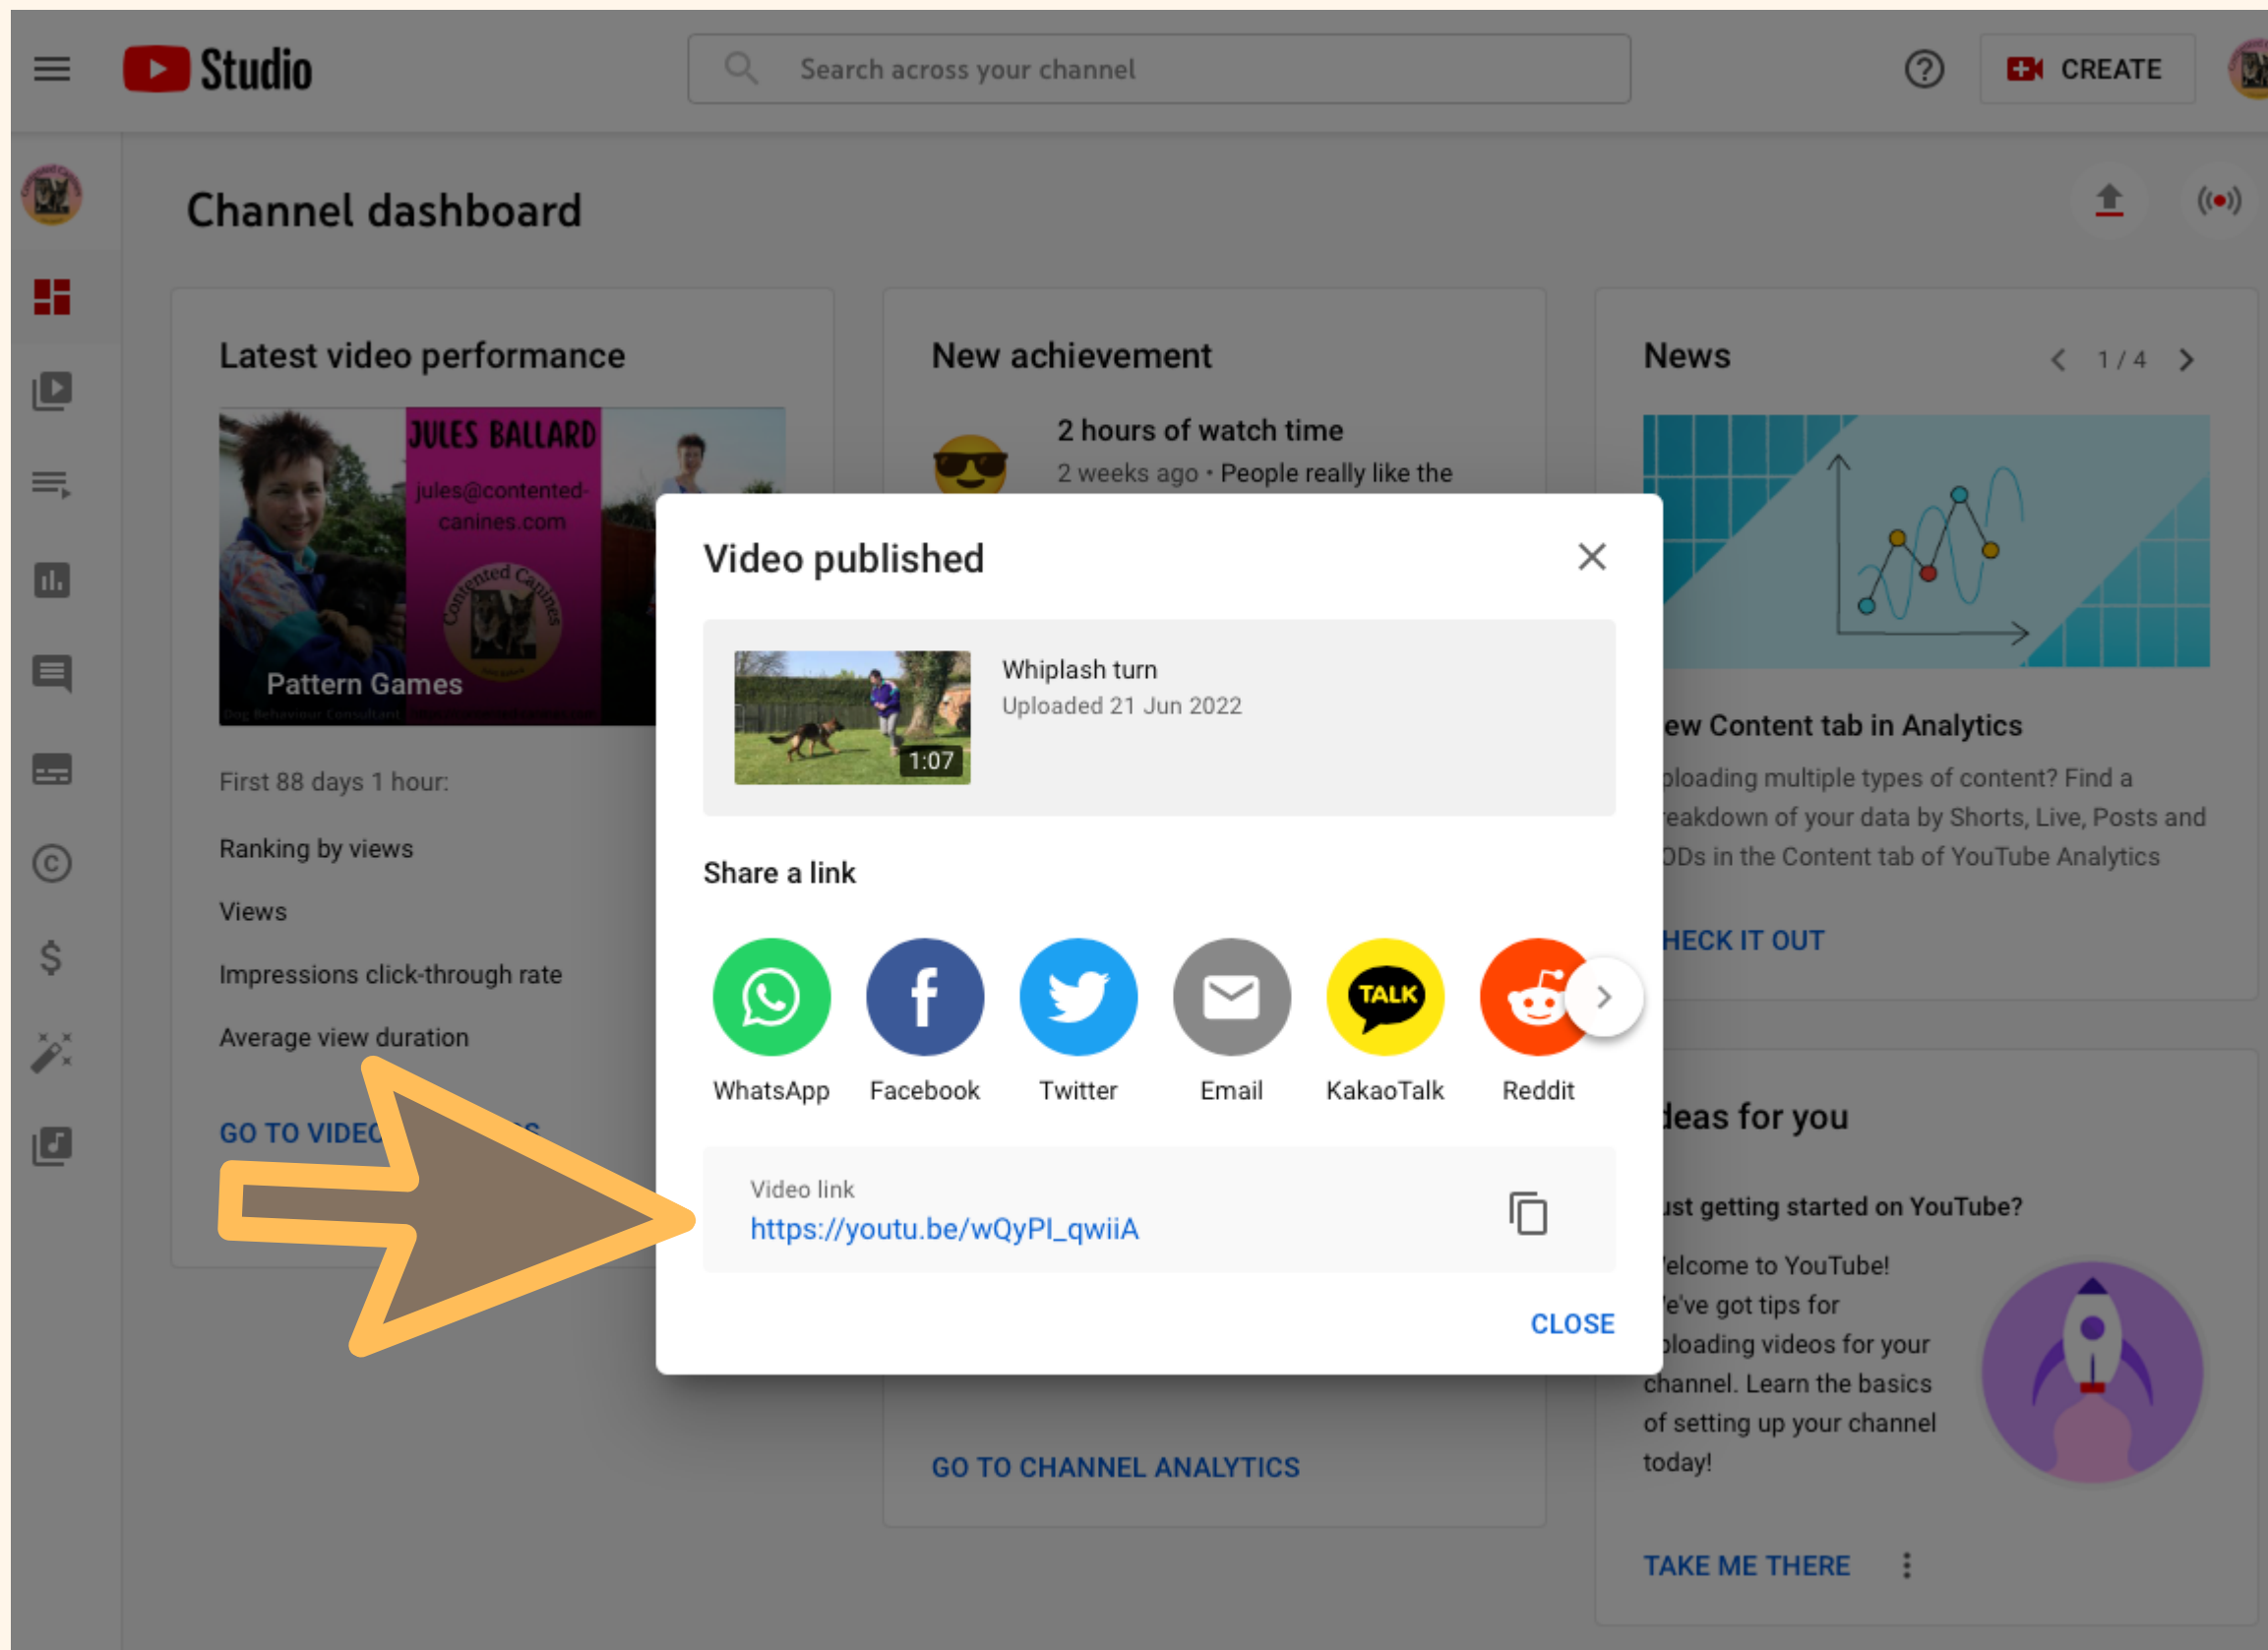 Studio
Search across your channel
CREATE
Channel dashboard
Latest video performance
JULES BALLARD
jules@contented-
canines.com
Contented Canines
Pattern Games
Dog Behaviour Consultant
First 88 days 1 hour:
Ranking by views
Views
Impressions click-through rate
Average view duration
GO TO VIDEO
New achievement
2 hours of watch time
2 weeks ago • People really like the
GO TO CHANNEL ANALYTICS
Video published
1:07
Whiplash turn
Uploaded 21 Jun 2022
Share a link
TALK
WhatsApp
Facebook
Twitter
Email
KakaoTalk
Reddit
Video link
https://youtu.be/wQyPI_qwiiA
CLOSE
News
1 / 4
ew Content tab in Analytics
ploading multiple types of content? Find a
eakdown of your data by Shorts, Live, Posts and
ODs in the Content tab of YouTube Analytics
HECK IT OUT
deas for you
ust getting started on YouTube?
elcome to YouTube!
e've got tips for
ploading videos for your
channel. Learn the basics
of setting up your channel
today!
TAKE ME THERE